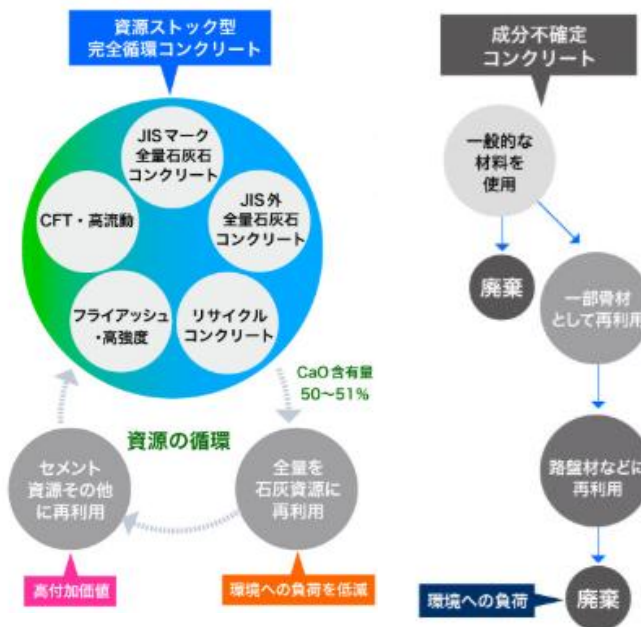 資源ストック型
完全循環コンクリート
JISマーク
全量石灰石
コンクリート
JIS外
全量石灰石
コンクリート
CFT・高流動
フライアッシュ
・高強度
リサイクル
コンクリート
CaO含有量
50〜51%
資源の循環
セメント
資源その他
に再利用
全量を
石灰資源に
再利用
高付加価値
環境への負荷を低減
成分不確定
コンクリート
一般的な
材料を
使用
廃棄
一部骨材
として再利用
路盤材などに
再利用
環境への負荷
廃棄